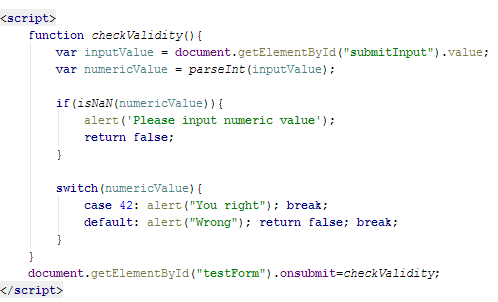 <script>
function checkValidity(){
var inputValue = document.getElementById("submitInput").value;
var numericValue = parseInt(inputValue);
if(isNaN(numericValue)){
alert('Please input numeric value');
return false;
}
switch(numericValue){
case 42: alert("You right"); break;
default: alert("Wrong"); return false; break;
}
}
document.getElementById("testForm").onsubmit=checkValidity;
</script>